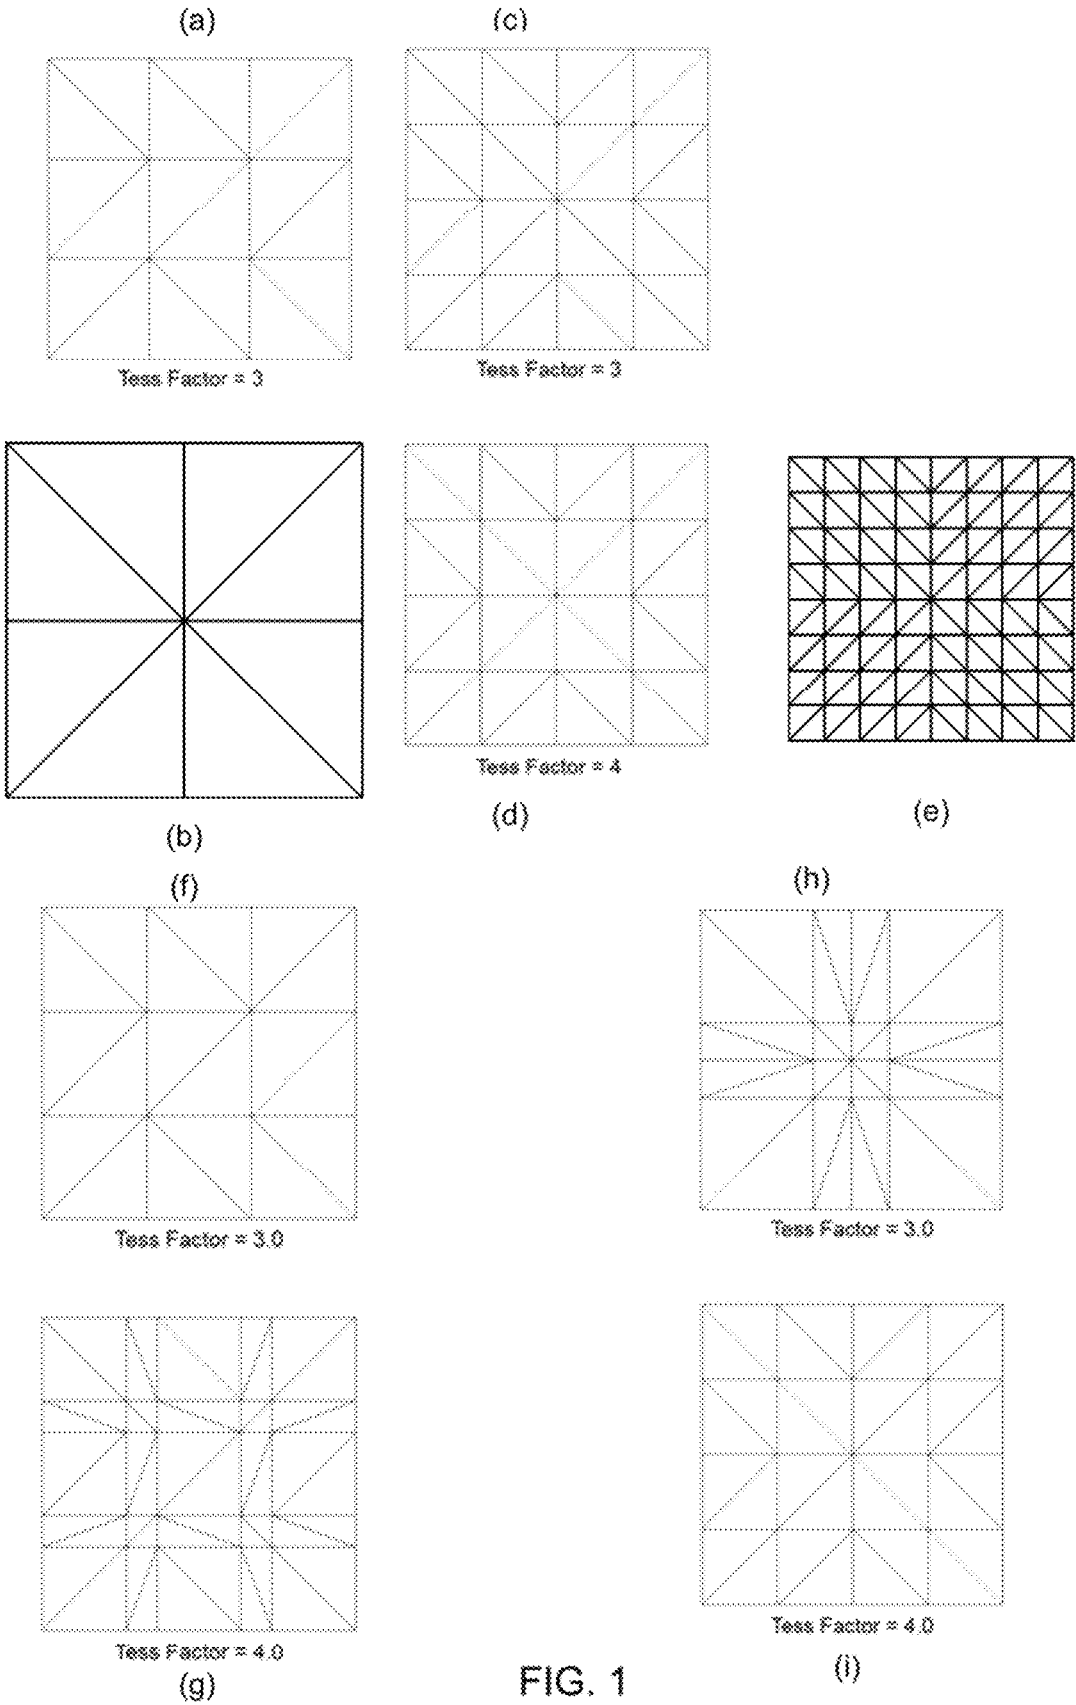 (a)
(c)
Tess Factor = 3
Tess Factor = 3
Tess Factor = 4
(b)
(d)
(e)
(f)
(h)
Tess Factor = 3.0
Tess Factor = 3.0
Tess Factor = 4.0
Tess Factor = 4.0
(g)
FIG. 1
(i)